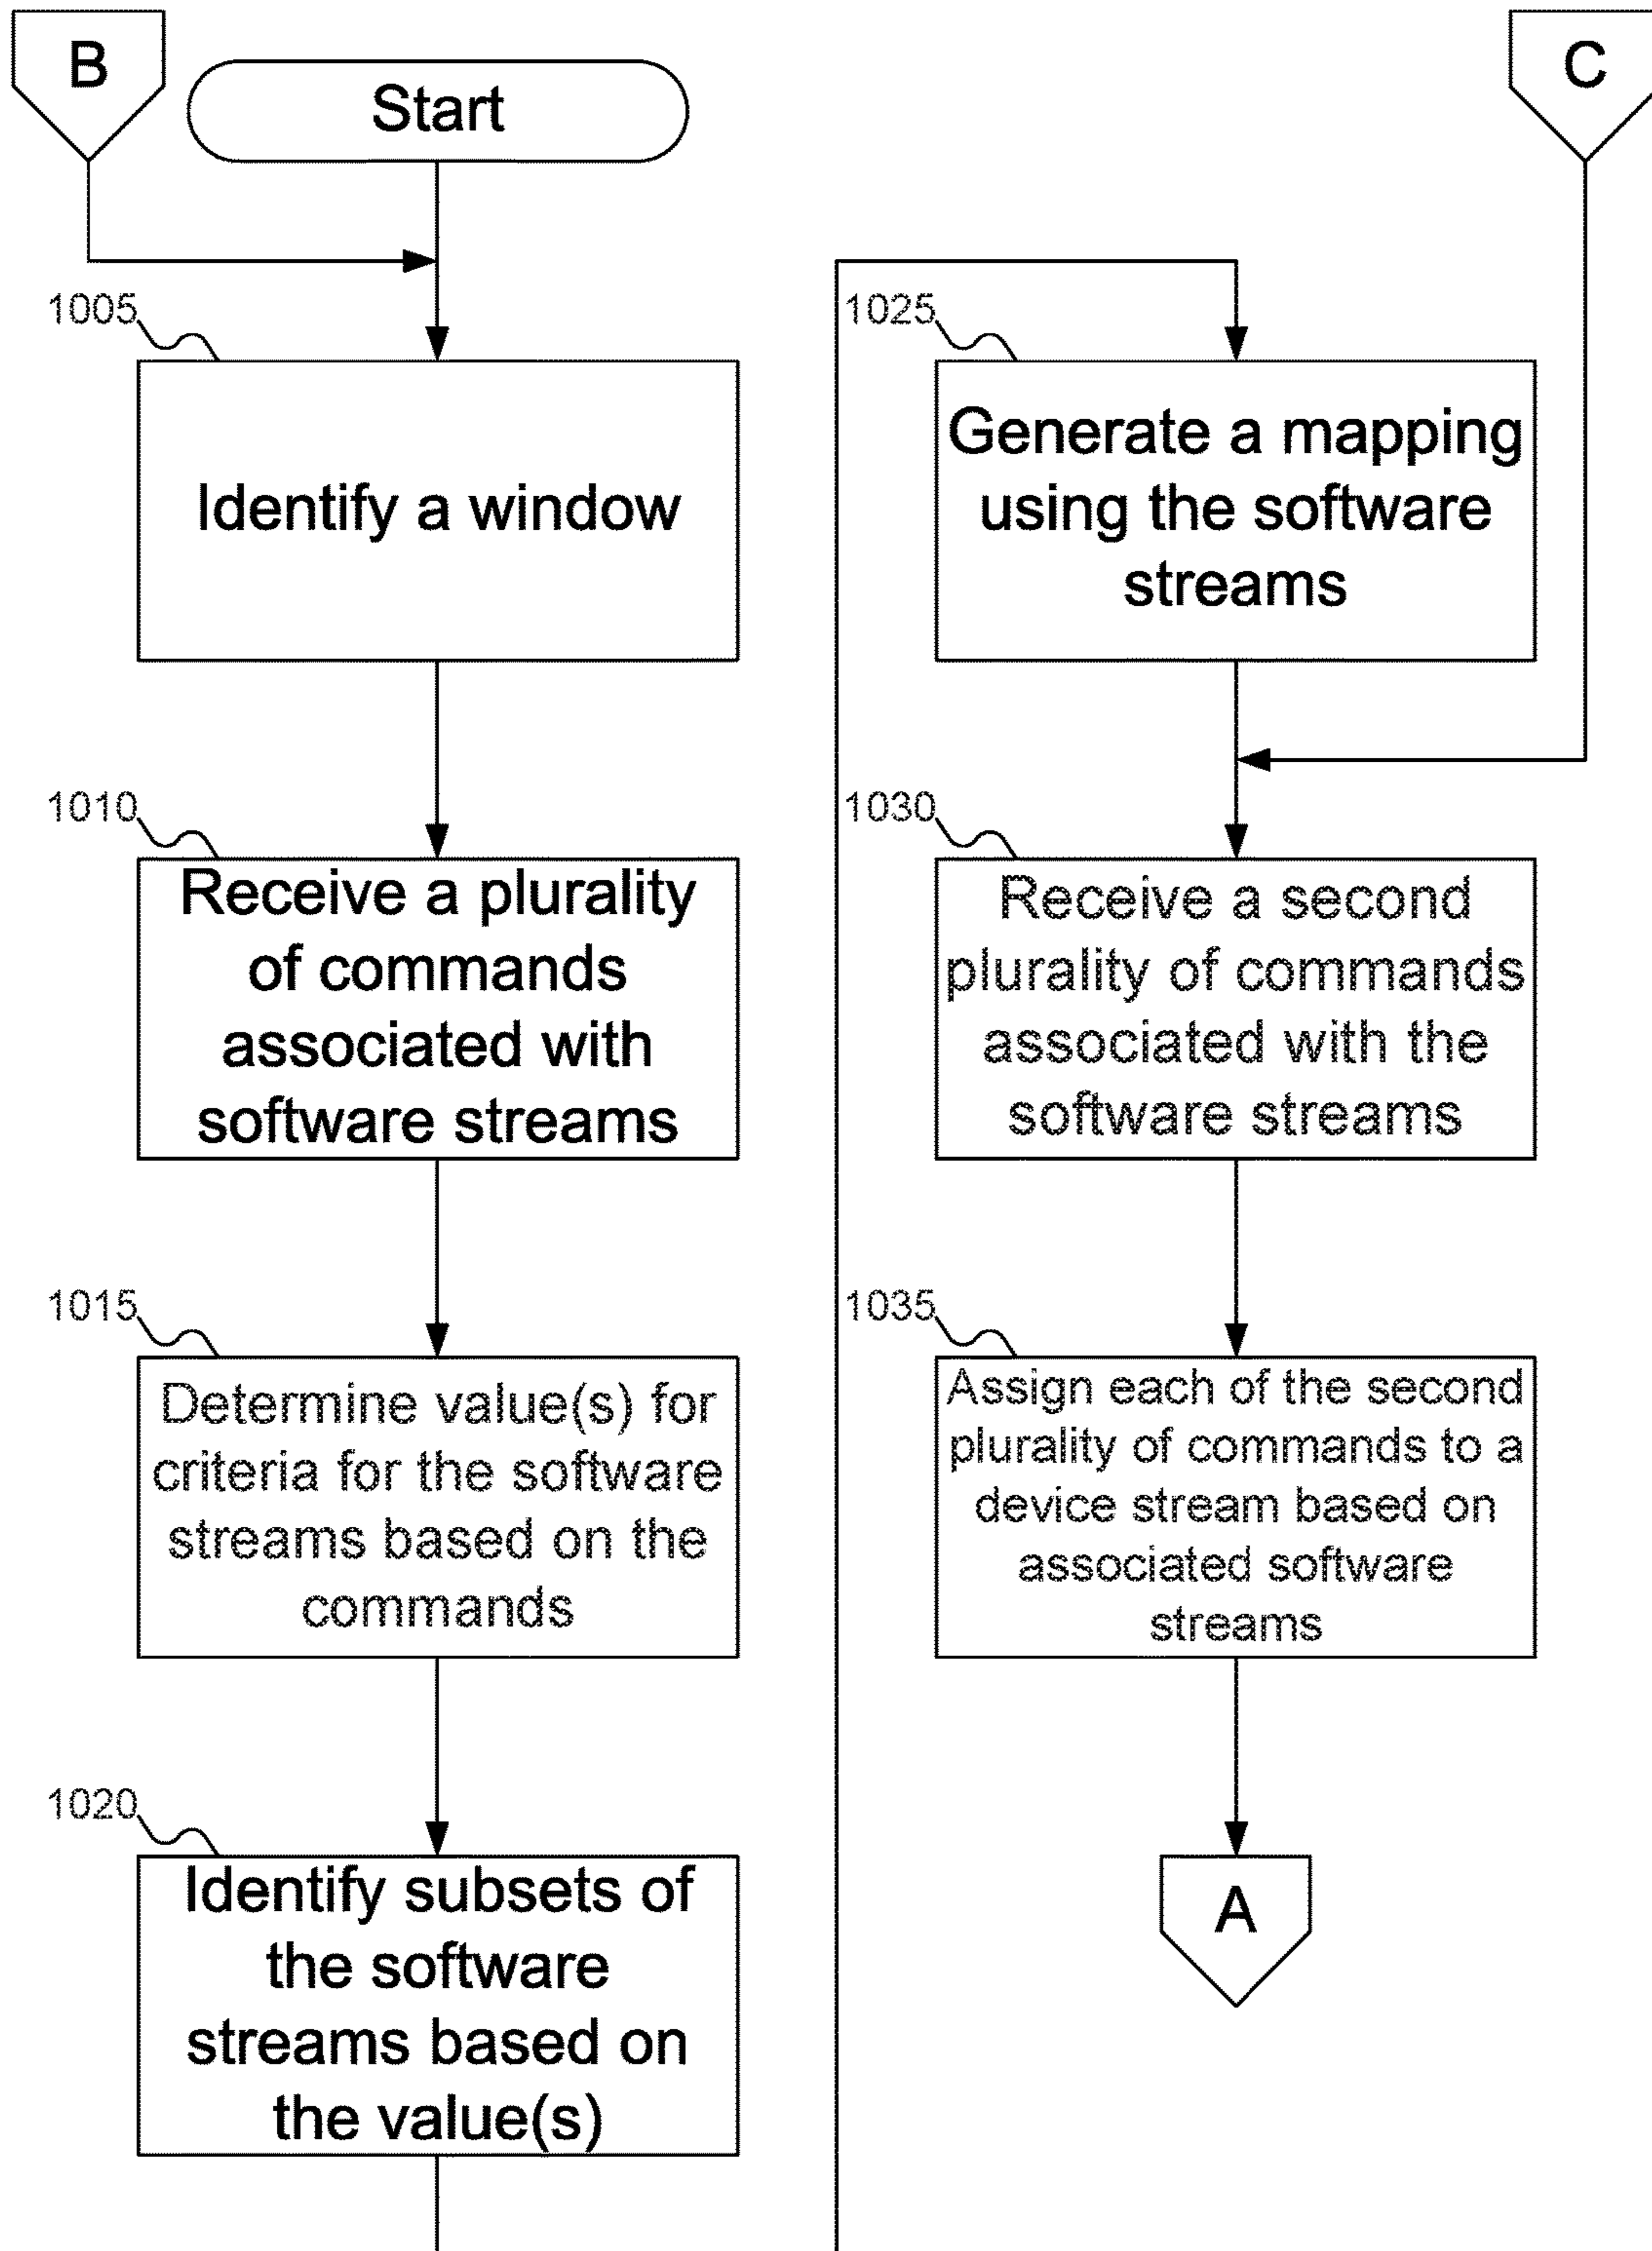 B
Start
1005
Identify a window
1010
Receive a plurality
of commands
associated with
software streams
1015
Determine value(s) for
criteria for the software
streams based on the
commands
1020
Identify subsets of
the software
streams based on
the value(s)
C
1025
Generate a mapping
using the software
streams
1030
Receive a second
plurality of commands
associated with the
software streams
1035
Assign each of the second
plurality of commands to a
device stream based on
associated software
streams
A